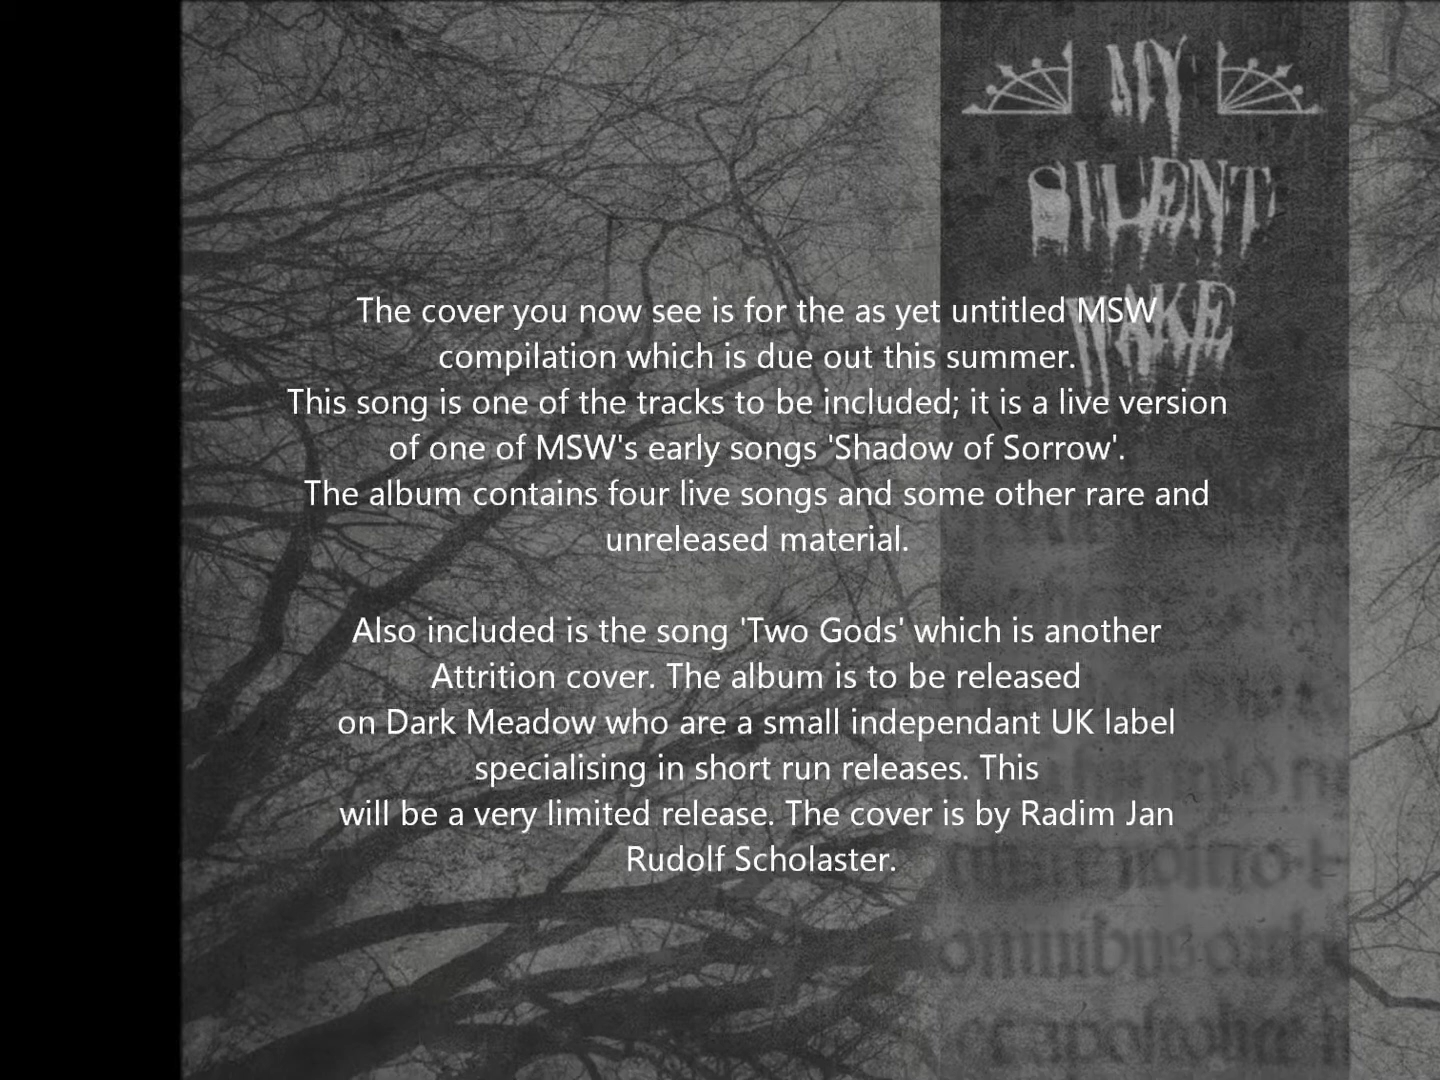 MY
SILENT
WAKE
The cover you now see is for the as yet untitled MSW
compilation which is due out this summer.
This song is one of the tracks to be included; it is a live version
of one of MSW's early songs 'Shadow of Sorrow'.
The album contains four live songs and some other rare and
unreleased material.
Also included is the song 'Two Gods' which is another
Attrition cover. The album is to be released
on Dark Meadow who are a small independant UK label
specialising in short run releases. This
will be a very limited release. The cover is by Radim Jan
Rudolf Scholaster.
omnibus